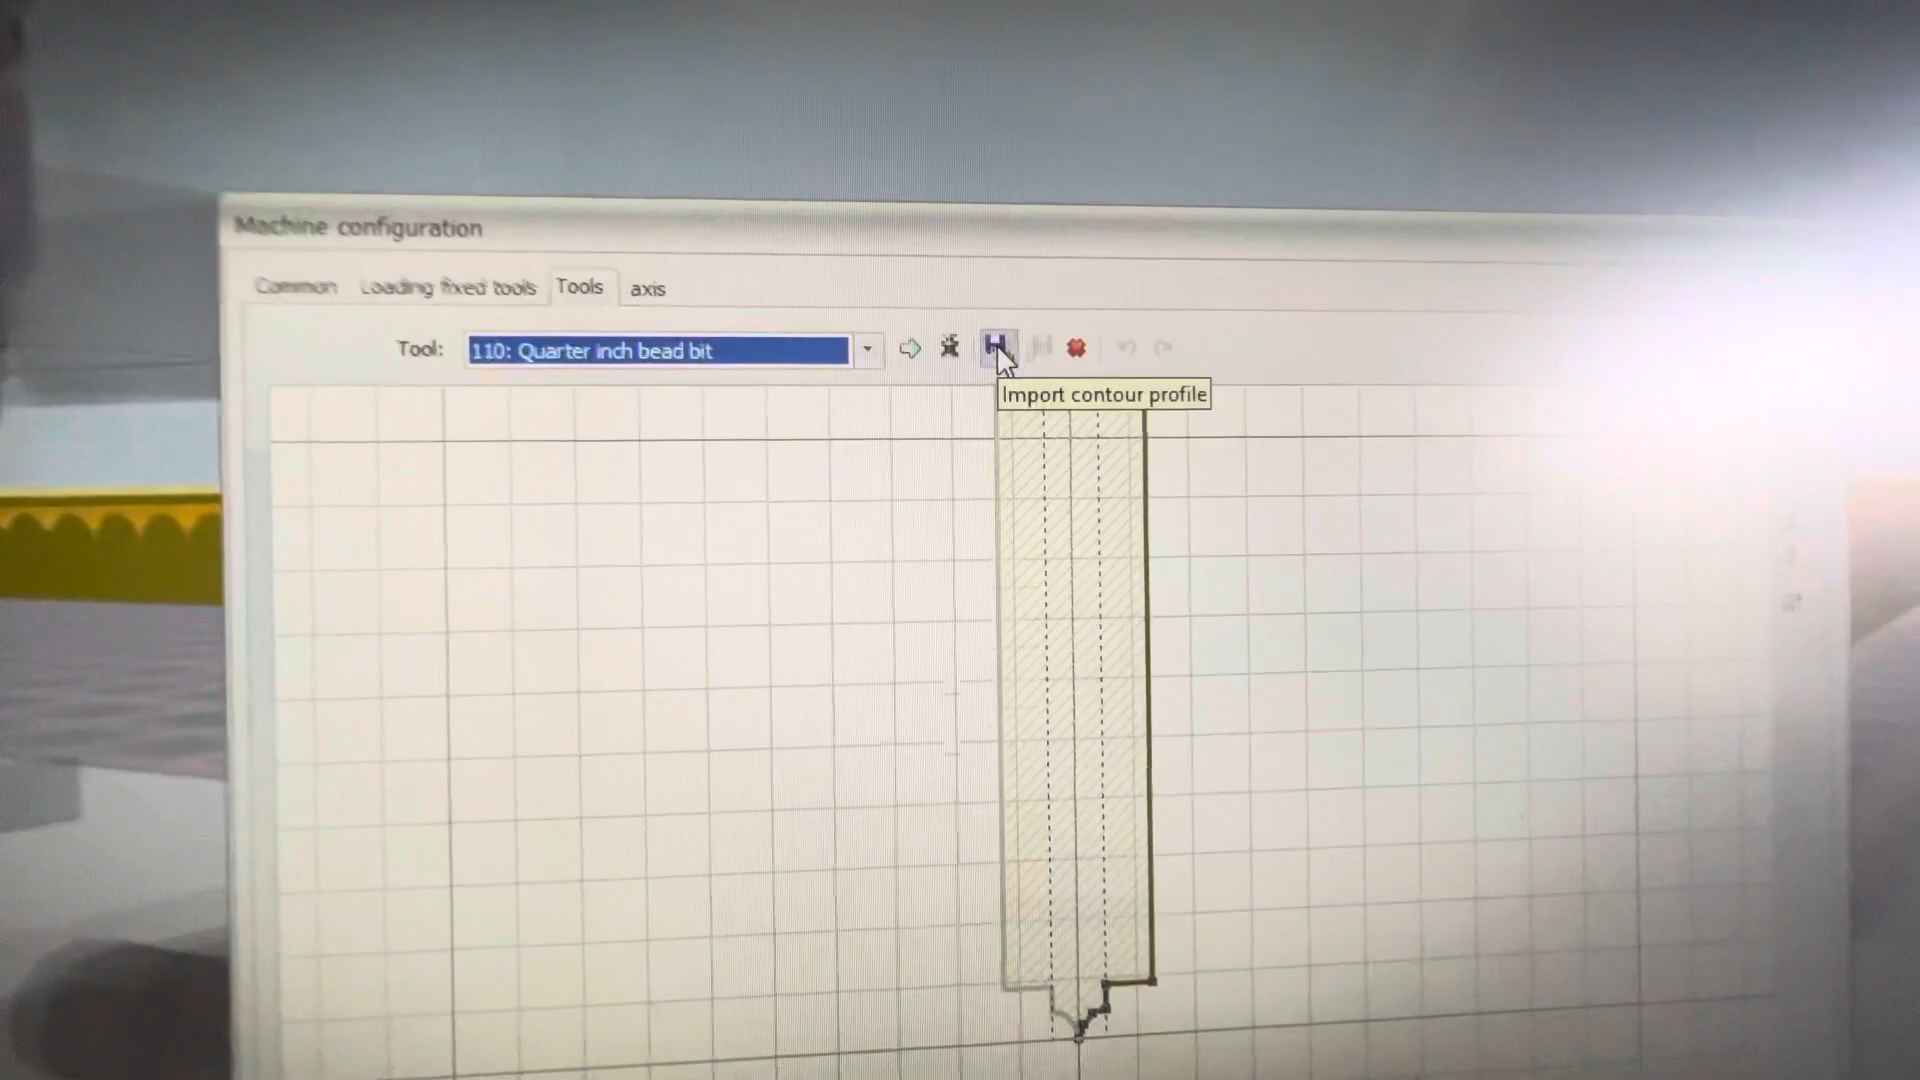 Machine configuration
Common Loading fixed tools Tools axis
Tool: 110: Quarter inch bead bit
Import contour profile